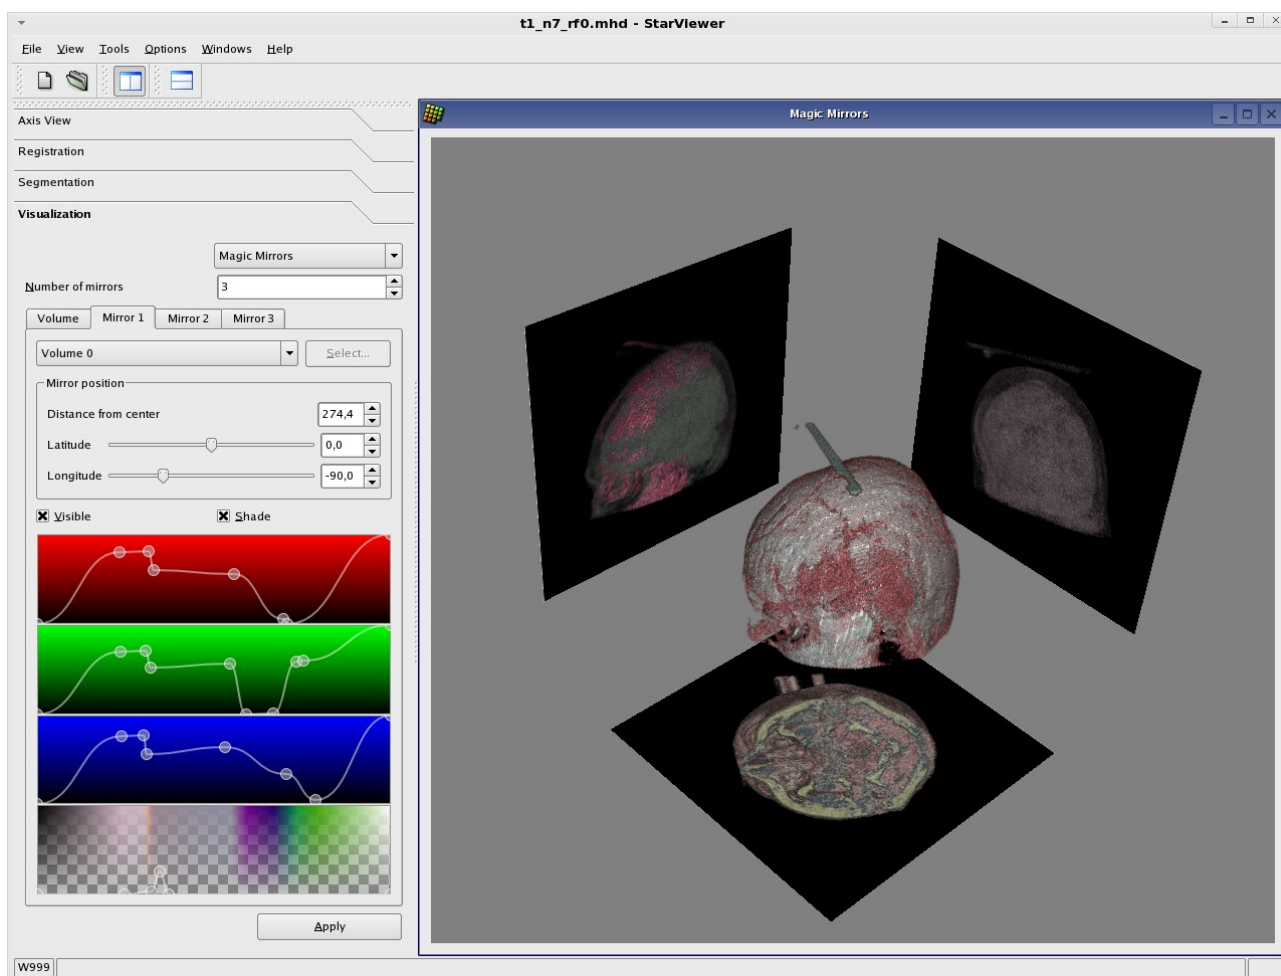 t1_n7_rf0.mhd - StarViewer
File View Tools Options Windows Help
Axis View
Registration
Segmentation
Visualization
Magic Mirrors
Number of mirrors 3
Volume Mirror 1 Mirror 2 Mirror 3
Volume 0 Select...
Mirror position
Distance from center 274,4
Latitude 0,0
Longitude -90,0
Visible Shade
Apply
W999
Magic Mirrors